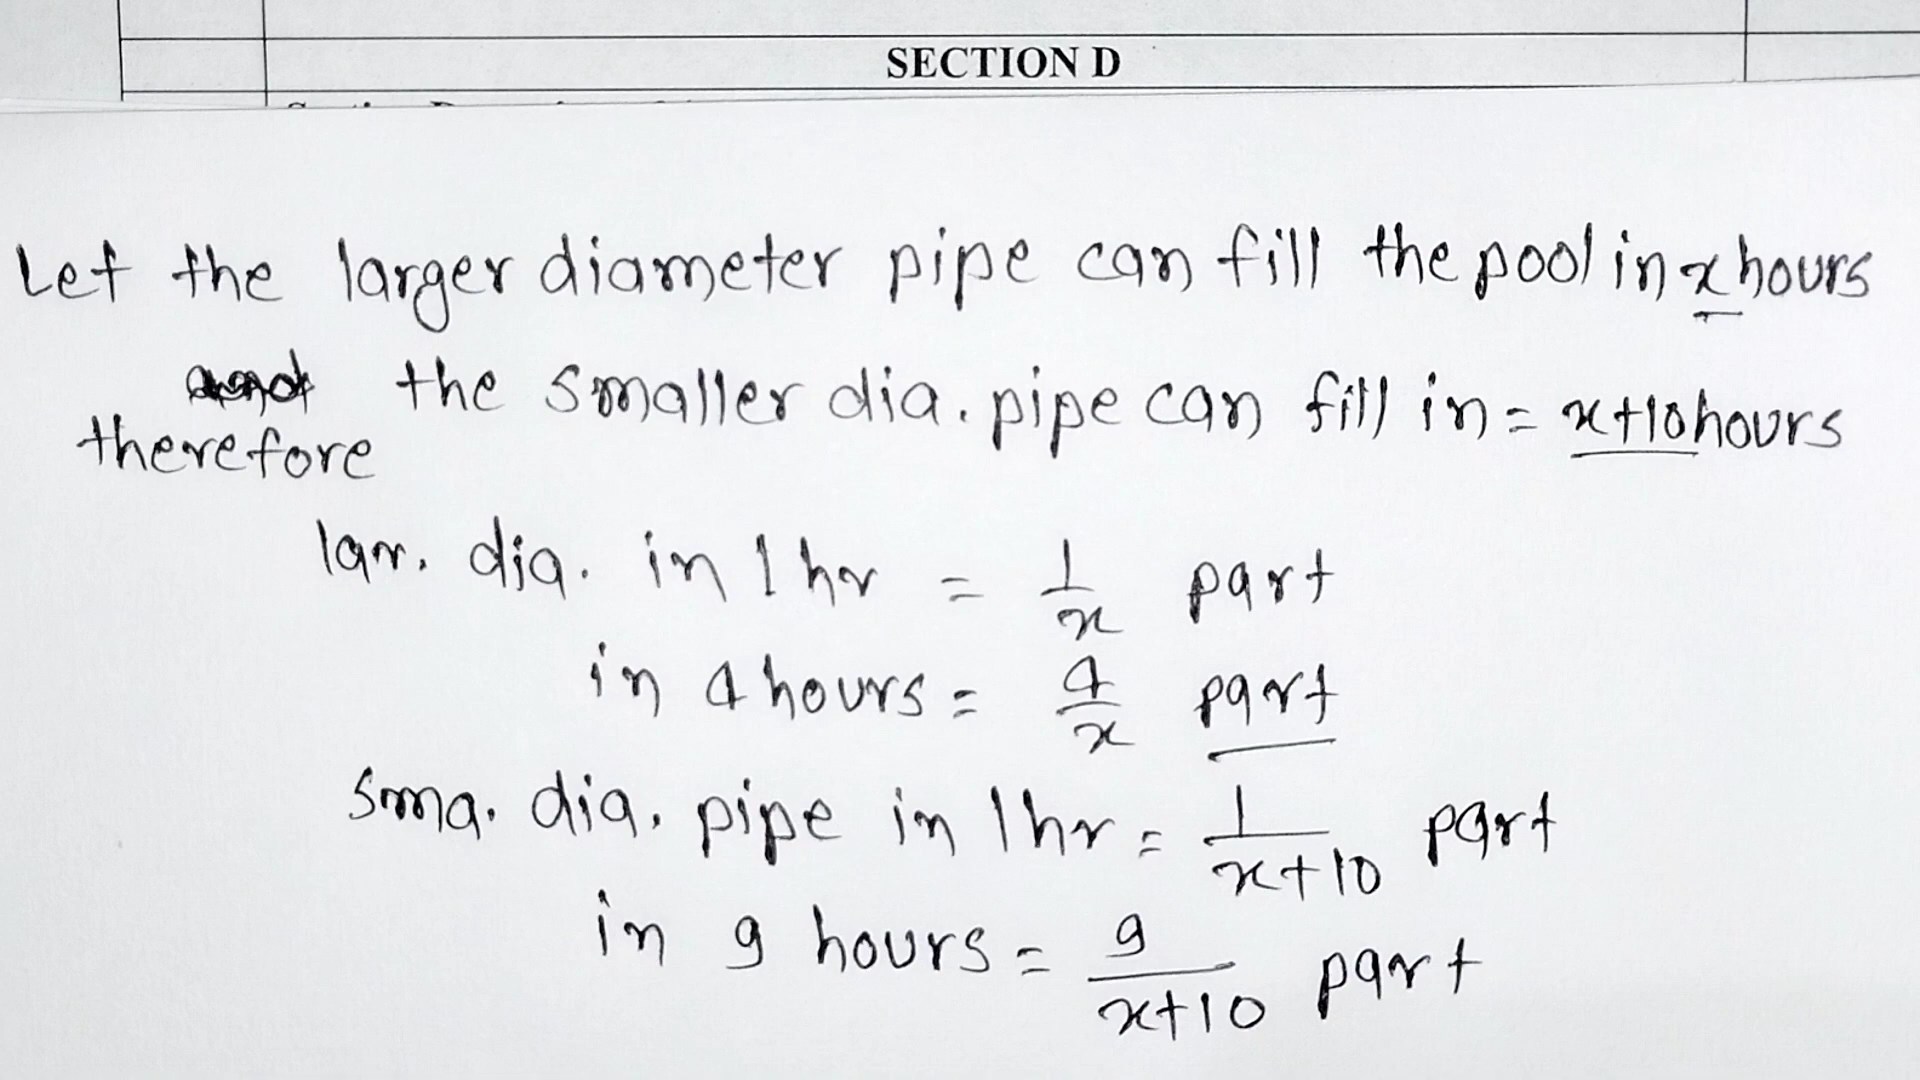 SECTION D
Let the larger diameter pipe can fill the pool in x hours
the smaller dia. pipe can fill in = x+10 hours
therefore
lar. dia. in 1 hr = 1/x part
in 4 hours = 4/x part
sma. dia. pipe in 1 hr = 1/x+10 part
in 9 hours = 9/x+10 part